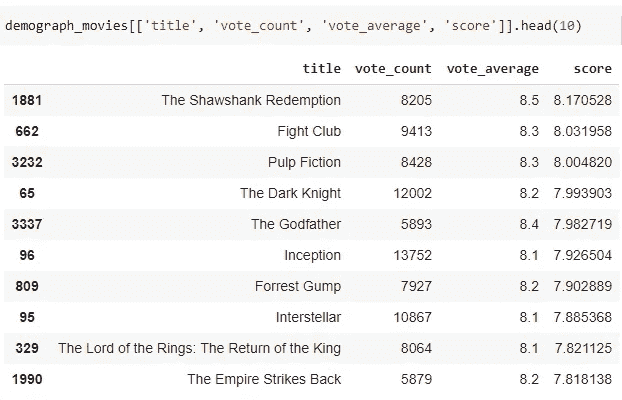 demograph_movies[['title', 'vote_count', 'vote_average', 'score']].head(10)
title vote_count vote_average score
1881 The Shawshank Redemption 8205 8.5 8.170528
662 Fight Club 9413 8.3 8.031958
3232 Pulp Fiction 8428 8.3 8.004820
65 The Dark Knight 12002 8.2 7.993903
3337 The Godfather 5893 8.4 7.982719
96 Inception 13752 8.1 7.926504
809 Forrest Gump 7927 8.2 7.902889
95 Interstellar 10867 8.1 7.885368
329 The Lord of the Rings: The Return of the King 8064 8.1 7.821125
1990 The Empire Strikes Back 5879 8.2 7.818138